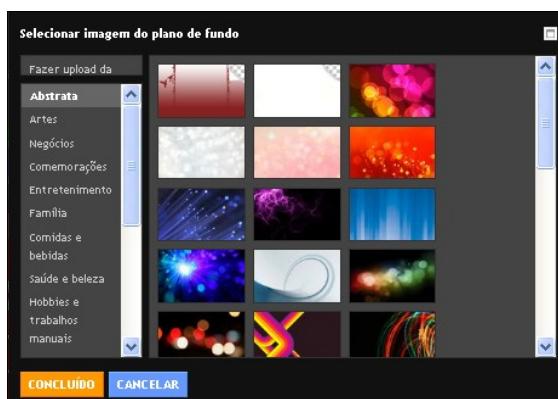 Selecionar imagem do plano de fundo
Fazer upload da
Abstrata
Artes
Negócios
Comemorações
Entretenimento
Família
Comidas e
bebidas
Saúde e beleza
Hobbies e
trabalhos
manuais
CONCLUÍDO CANCELAR